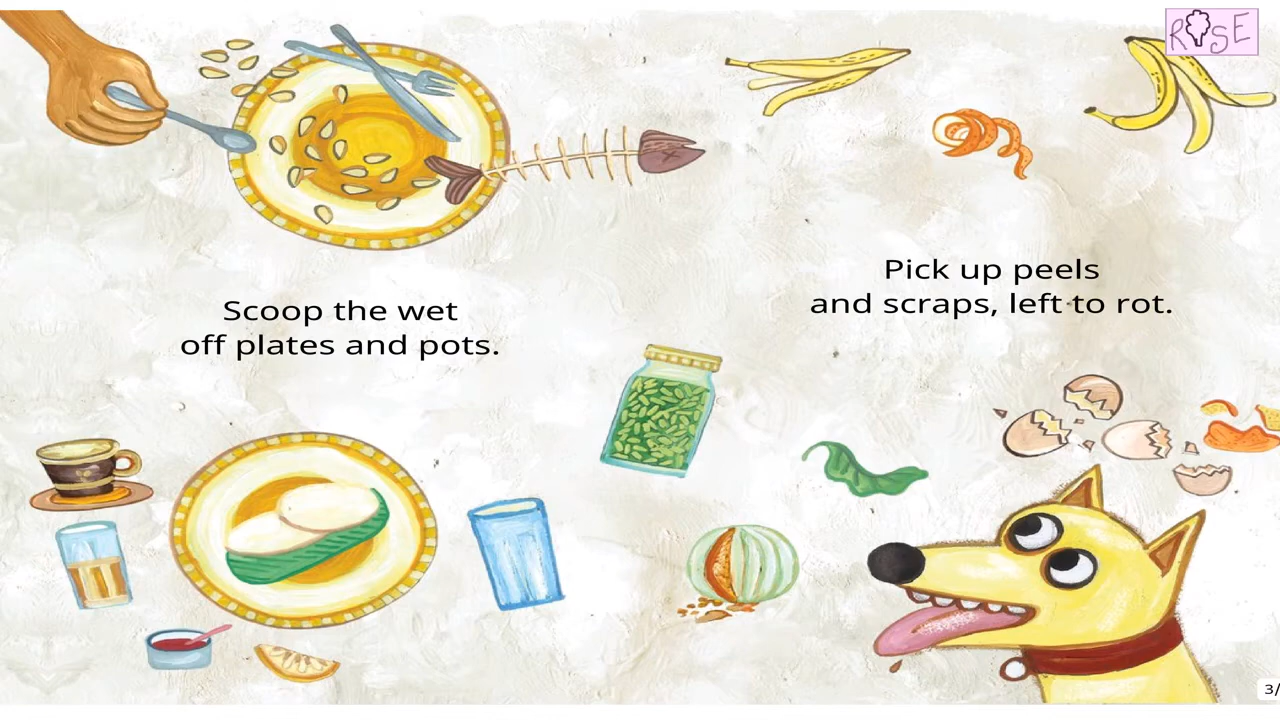 ROSE
Scoop the wet
off plates and pots.
Pick up peels
and scraps, left to rot.
3/